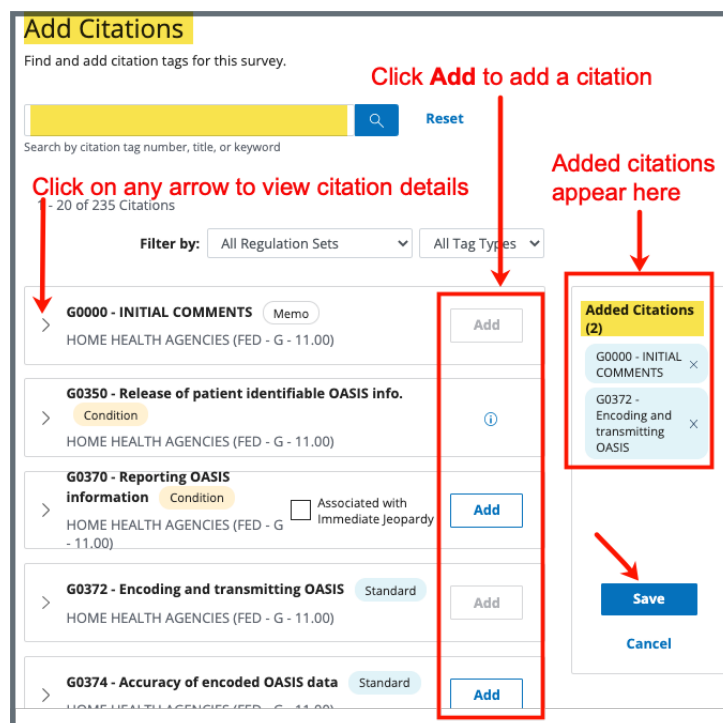 Add Citations
Find and add citation tags for this survey.
Click Add to add a citation
Reset
Search by citation tag number, title, or keyword
Added citations
appear here
Click on any arrow to view citation details
- 20 of 235 Citations
Filter by:
All Regulation Sets
All Tag Types
G0000 - INITIAL COMMENTS
Memo
HOME HEALTH AGENCIES (FED - G - 11.00)
Add
G0350 - Release of patient identifiable OASIS info.
Condition
HOME HEALTH AGENCIES (FED - G - 11.00)
G0370 - Reporting OASIS
information
Condition
HOME HEALTH AGENCIES (FED - G
- 11.00)
Associated with
Immediate Jeopardy
Add
G0372 - Encoding and transmitting OASIS
Standard
HOME HEALTH AGENCIES (FED - G - 11.00)
Add
G0374 - Accuracy of encoded OASIS data
Standard
HOME HEALTH AGENCIES (FED - G - 11.00)
Add
Added Citations
(2)
G0000 - INITIAL
COMMENTS
G0372 -
Encoding and
transmitting
OASIS
Save
Cancel